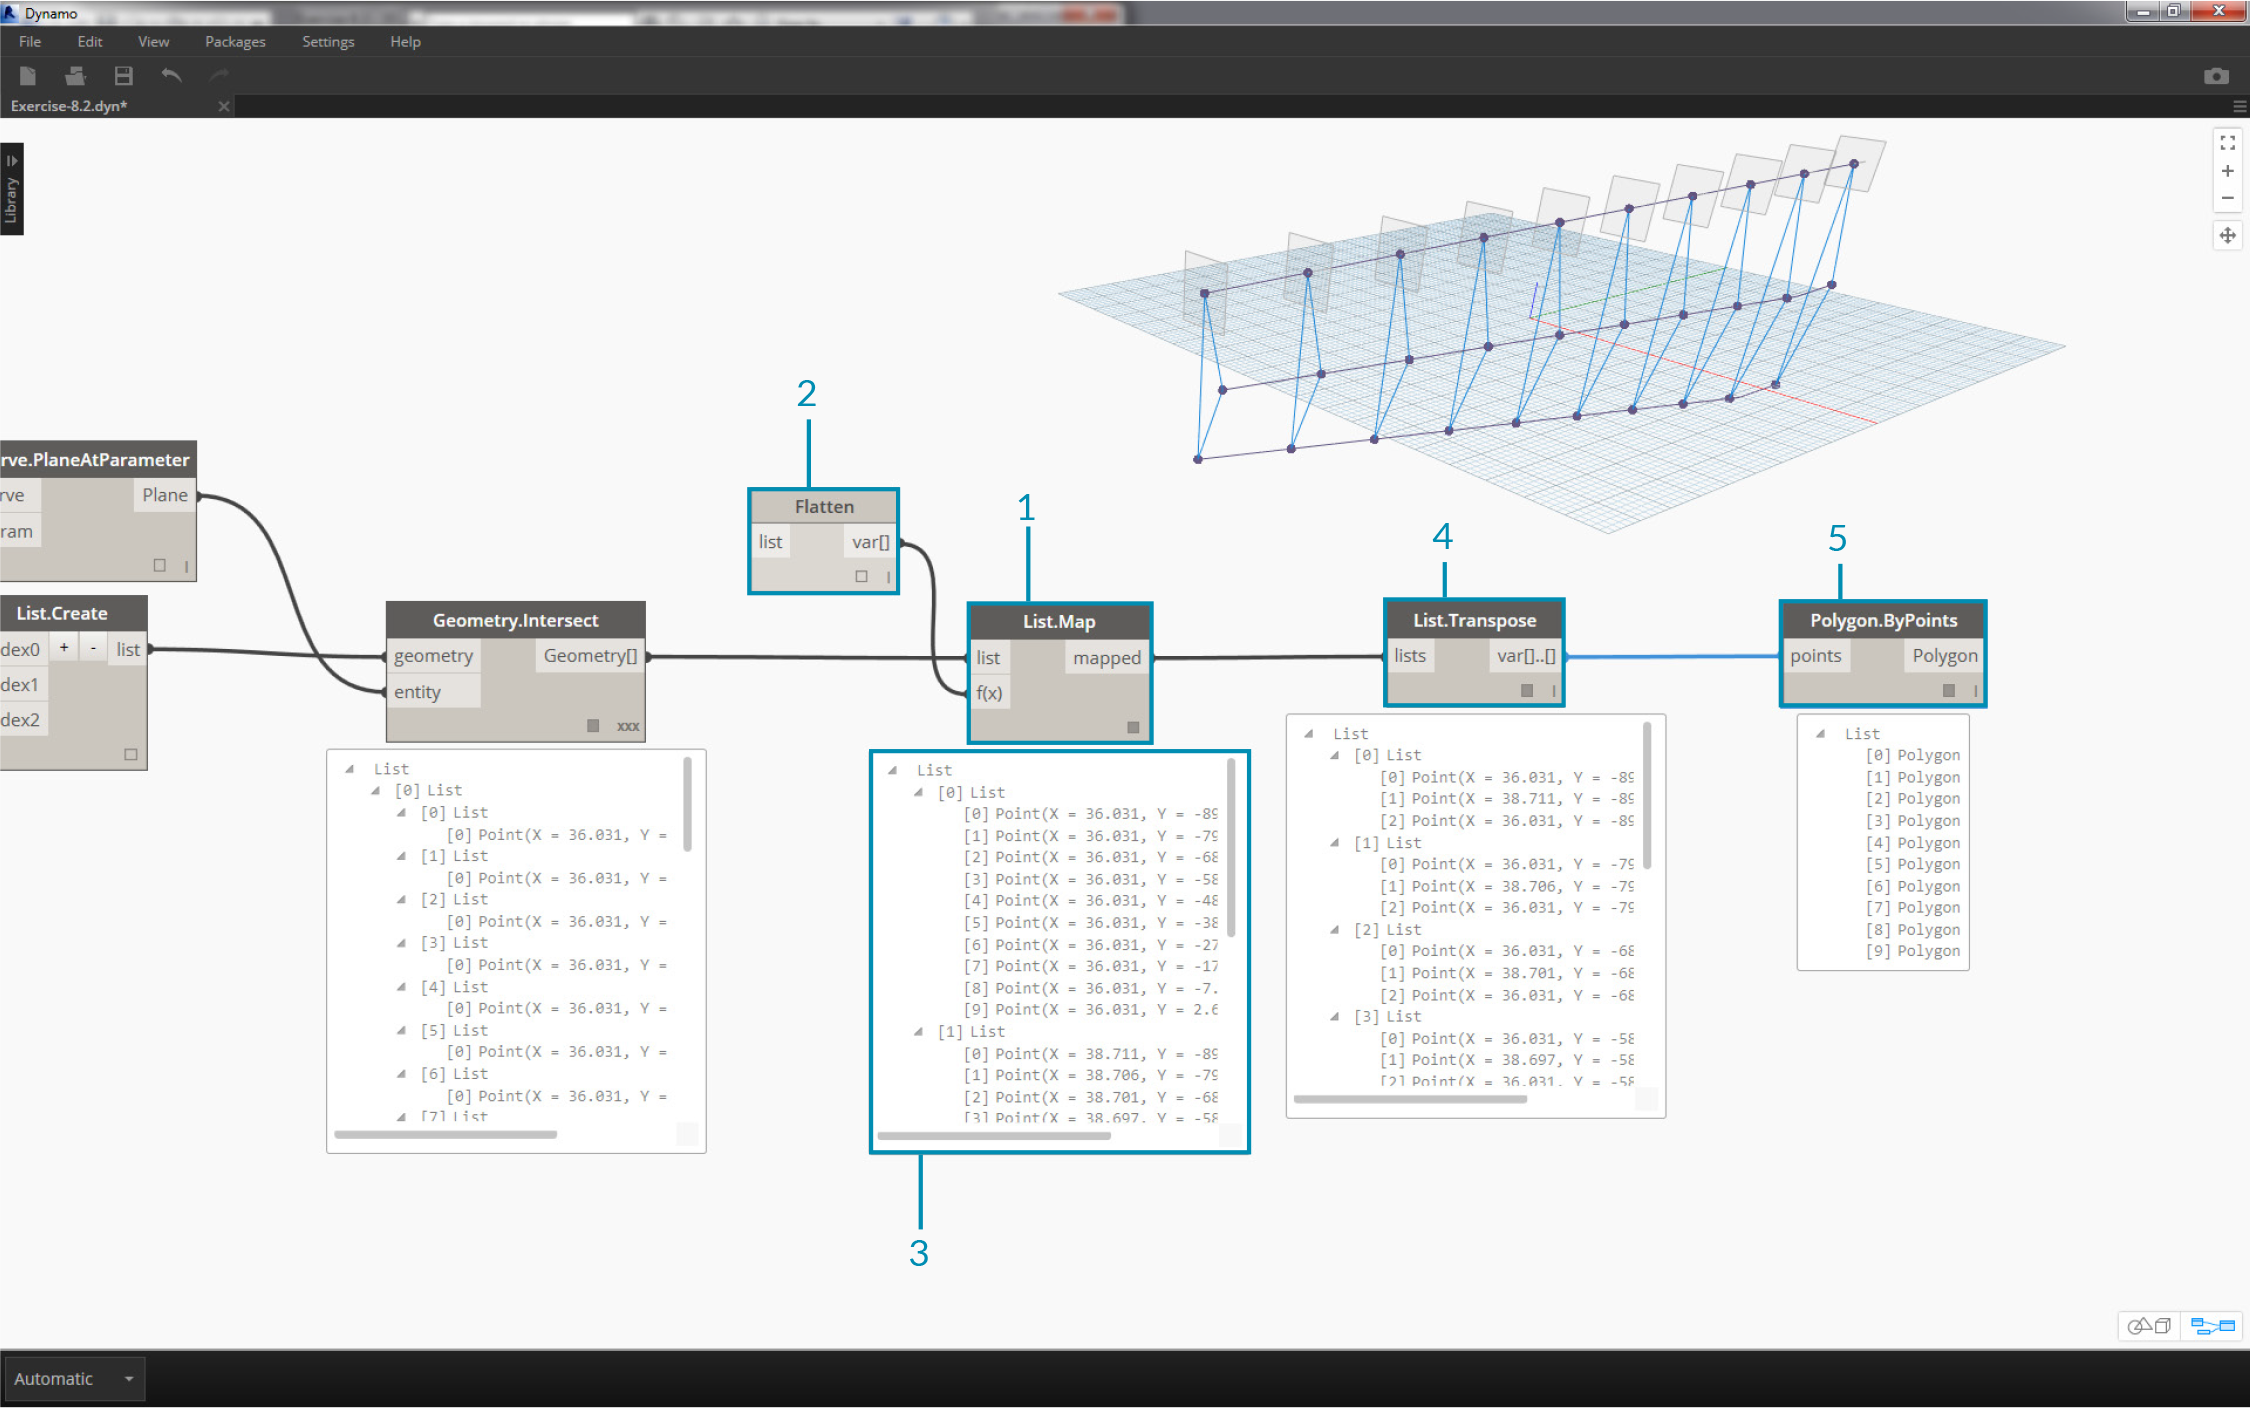 Dynamo
File Edit View Packages Settings Help
Exercise-8.2.dyn*
Library
rve.PlaneAtParameter
rve Plane
ram
List.Create
dex0 + - list
dex1
dex2
Geometry.Intersect
geometry Geometry[]
entity
xxx
List
[0] List
[0] List
[0] Point(X = 36.031, Y =
[1] List
[0] Point(X = 36.031, Y =
[2] List
[0] Point(X = 36.031, Y =
[3] List
[0] Point(X = 36.031, Y =
[4] List
[0] Point(X = 36.031, Y =
[5] List
[0] Point(X = 36.031, Y =
[6] List
[0] Point(X = 36.031, Y =
[7] List
2
Flatten
list var[]
1
List.Map
list mapped
f(x)
List
[0] List
[0] Point(X = 36.031, Y = -89
[1] Point(X = 36.031, Y = -79
[2] Point(X = 36.031, Y = -68
[3] Point(X = 36.031, Y = -58
[4] Point(X = 36.031, Y = -48
[5] Point(X = 36.031, Y = -38
[6] Point(X = 36.031, Y = -27
[7] Point(X = 36.031, Y = -17
[8] Point(X = 36.031, Y = -7.
[9] Point(X = 36.031, Y = 2.6
[1] List
[0] Point(X = 38.711, Y = -89
[1] Point(X = 38.706, Y = -79
[2] Point(X = 38.701, Y = -68
[3] Point(X = 38.697, Y = -58
3
4
List.Transpose
lists var[]..[]
List
[0] List
[0] Point(X = 36.031, Y = -89
[1] Point(X = 38.711, Y = -89
[2] Point(X = 36.031, Y = -89
[1] List
[0] Point(X = 36.031, Y = -79
[1] Point(X = 38.706, Y = -79
[2] Point(X = 36.031, Y = -79
[2] List
[0] Point(X = 36.031, Y = -68
[1] Point(X = 38.701, Y = -68
[2] Point(X = 36.031, Y = -68
[3] List
[0] Point(X = 36.031, Y = -58
[1] Point(X = 38.697, Y = -58
[2] Point(X = 36.031, Y = -58
5
Polygon.ByPoints
points Polygon
List
[0] Polygon
[1] Polygon
[2] Polygon
[3] Polygon
[4] Polygon
[5] Polygon
[6] Polygon
[7] Polygon
[8] Polygon
[9] Polygon
Automatic